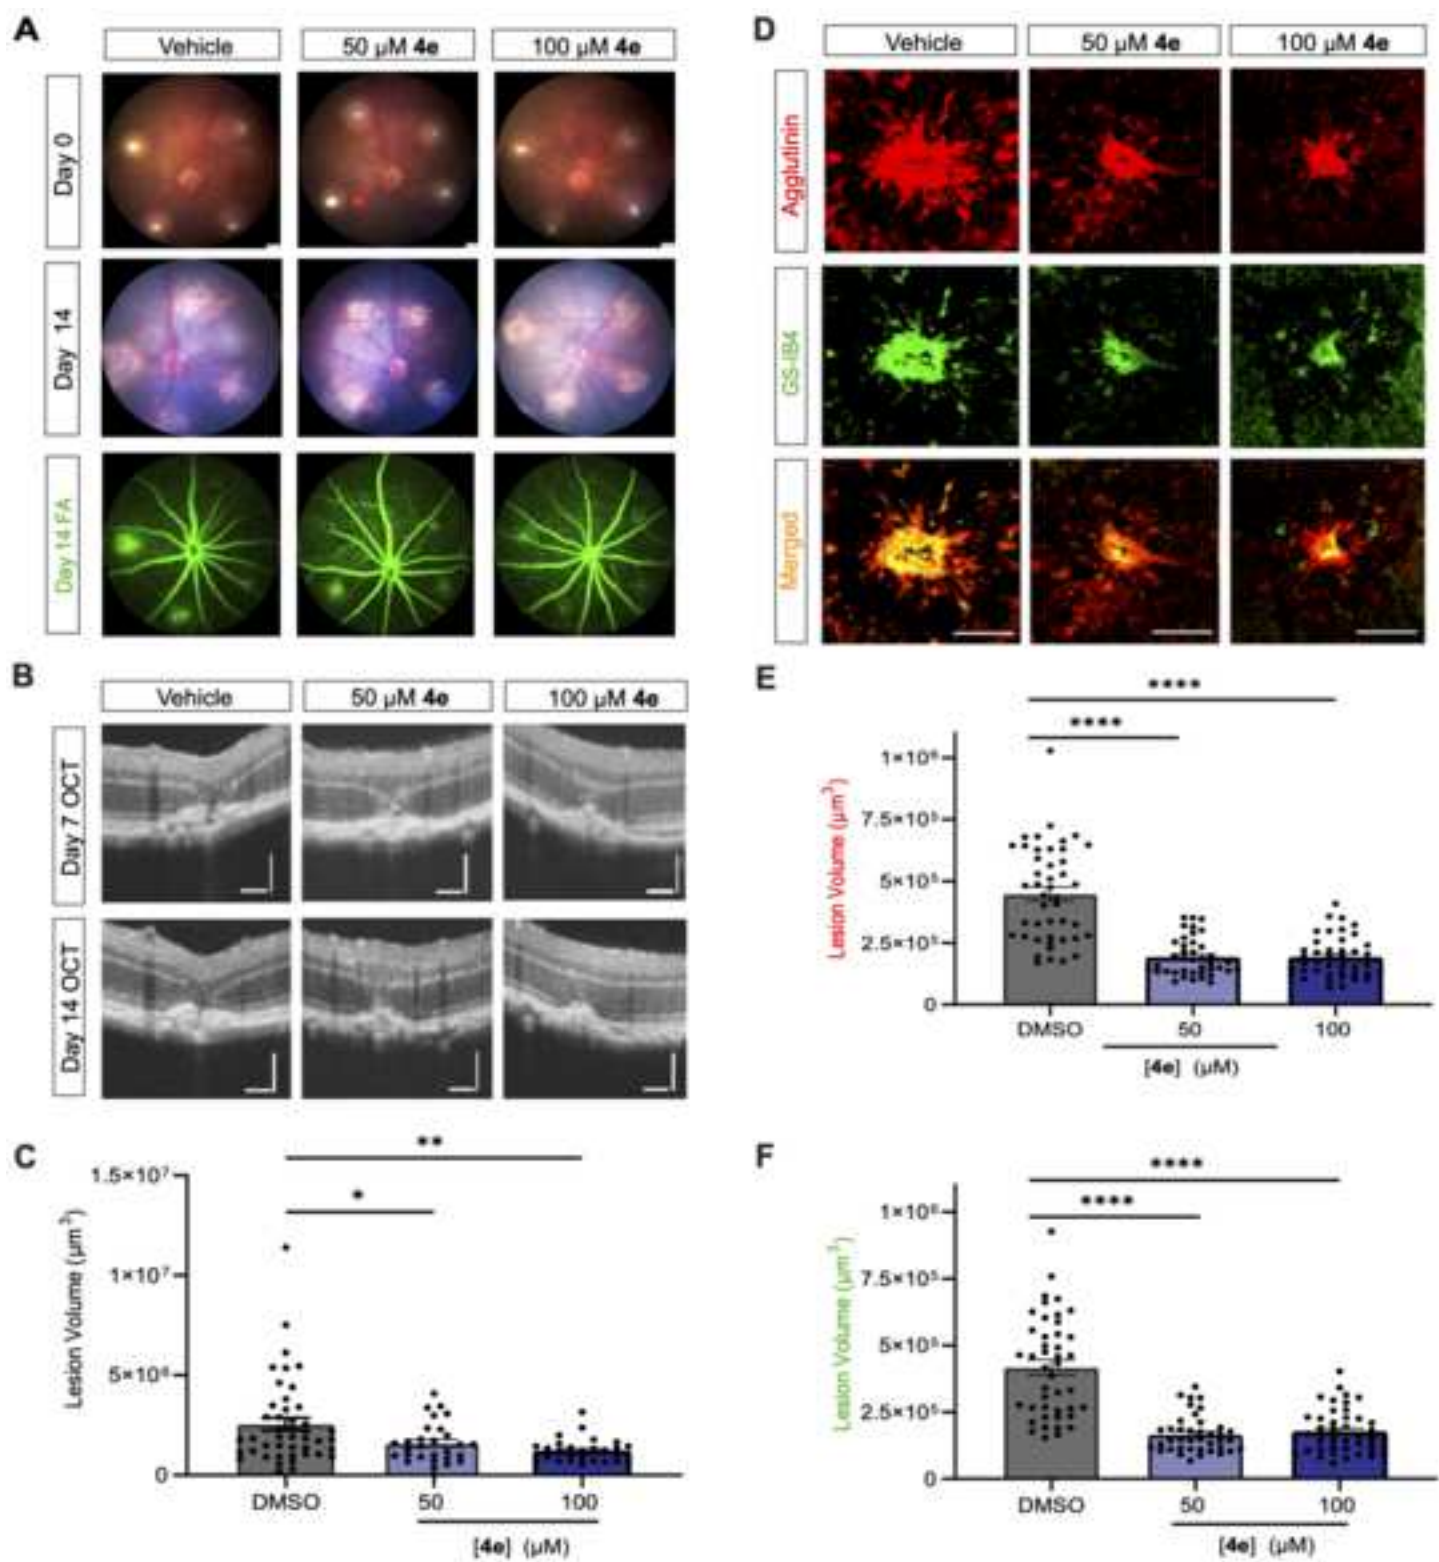 A
Vehicle
50 µM 4e
100 µM 4e
Day 0
Day 14
Day 14 FA
B
Vehicle
50 µM 4e
100 µM 4e
Day 7 OCT
Day 14 OCT
C
**
*
Lesion Volume (µm³)
1.5×10⁷
1×10⁷
5×10⁶
0
DMSO
50
100
[4e] (µM)
D
Vehicle
50 µM 4e
100 µM 4e
Agglutinin
GS-IB4
Merged
E
****
****
Lesion Volume (µm³)
1×10⁶
7.5×10⁵
5×10⁵
2.5×10⁵
0
DMSO
50
100
[4e] (µM)
F
****
****
Lesion Volume (µm³)
1×10⁶
7.5×10⁵
5×10⁵
2.5×10⁵
0
DMSO
50
100
[4e] (µM)